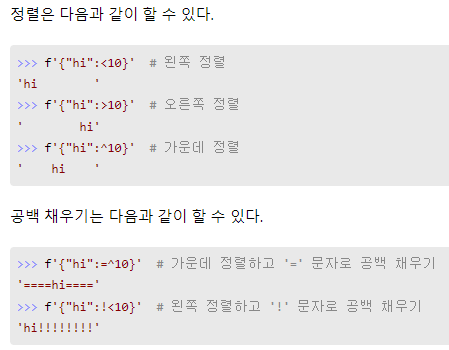 정렬은 다음과 같이 할 수 있다.
>>> f'{"hi":<10}'  # 왼쪽 정렬
'hi        '
>>> f'{"hi":>10}'  # 오른쪽 정렬
'        hi'
>>> f'{"hi":^10}'  # 가운데 정렬
'    hi    '
공백 채우기는 다음과 같이 할 수 있다.
>>> f'{"hi":=^10}'  # 가운데 정렬하고 '=' 문자로 공백 채우기
'====hi===='
>>> f'{"hi":!<10}'  # 왼쪽 정렬하고 '!' 문자로 공백 채우기
'hi!!!!!!!!'